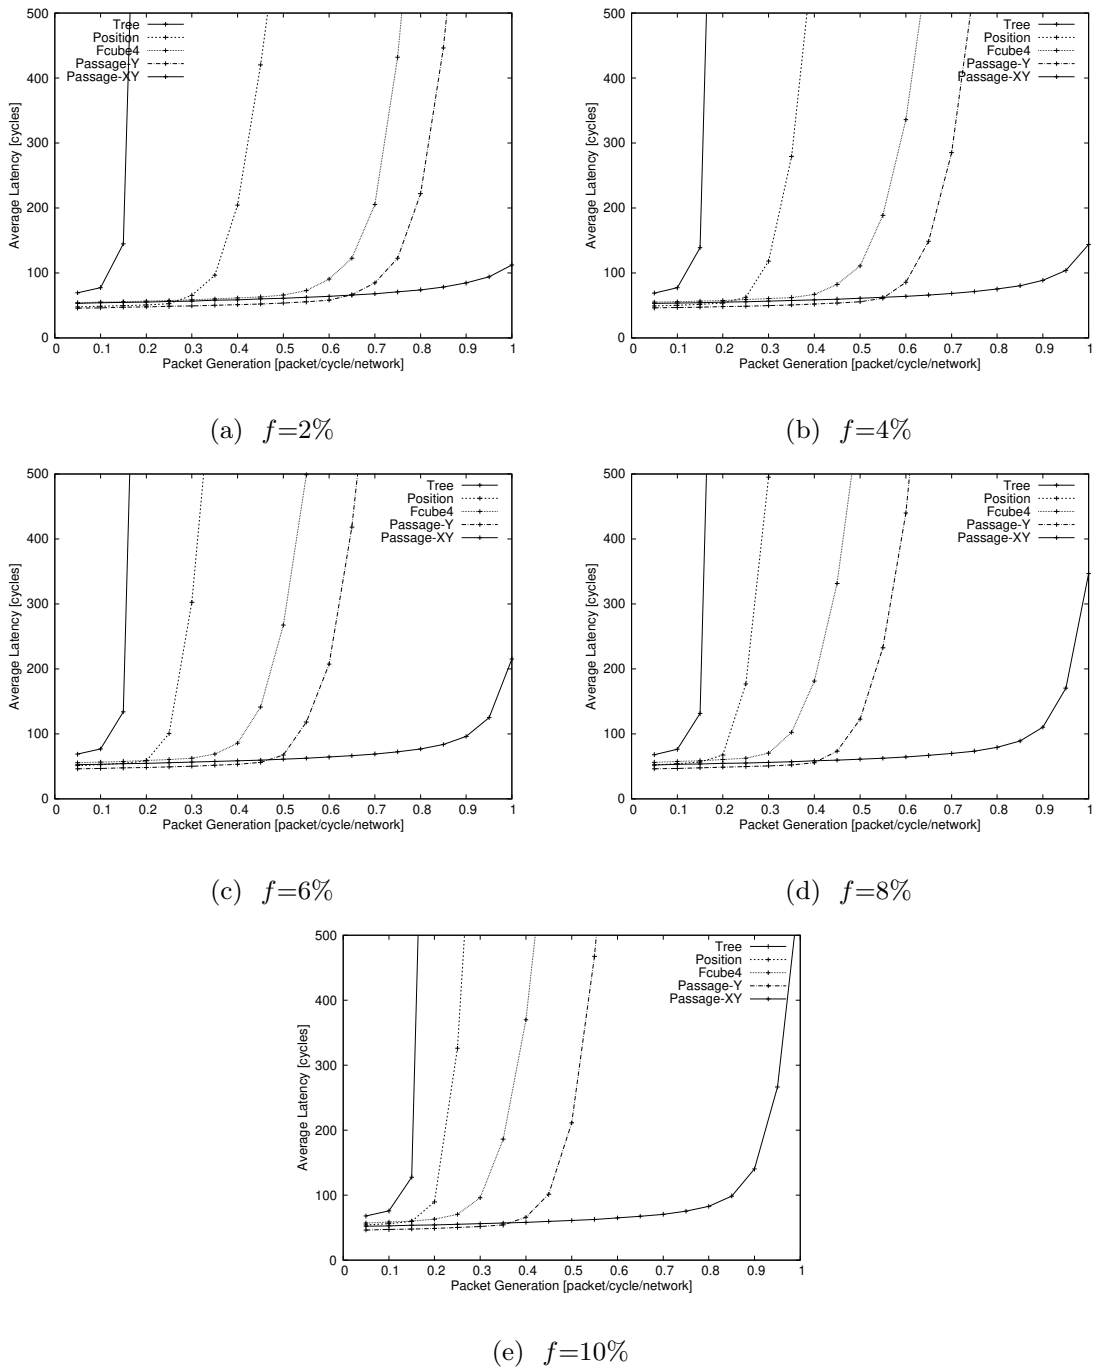 500
400
300
200
100
0
Average Latency [cycles]
Tree
Position
Fcube4
Passage-Y
Passage-XY
0 0.1 0.2 0.3 0.4 0.5 0.6 0.7 0.8 0.9 1
Packet Generation [packet/cycle/network]
(a) f=2%
500
400
300
200
100
0
Average Latency [cycles]
Tree
Position
Fcube4
Passage-Y
Passage-XY
0 0.1 0.2 0.3 0.4 0.5 0.6 0.7 0.8 0.9 1
Packet Generation [packet/cycle/network]
(b) f=4%
500
400
300
200
100
0
Average Latency [cycles]
Tree
Position
Fcube4
Passage-Y
Passage-XY
0 0.1 0.2 0.3 0.4 0.5 0.6 0.7 0.8 0.9 1
Packet Generation [packet/cycle/network]
(c) f=6%
500
400
300
200
100
0
Average Latency [cycles]
Tree
Position
Fcube4
Passage-Y
Passage-XY
0 0.1 0.2 0.3 0.4 0.5 0.6 0.7 0.8 0.9 1
Packet Generation [packet/cycle/network]
(d) f=8%
500
400
300
200
100
0
Average Latency [cycles]
Tree
Position
Fcube4
Passage-Y
Passage-XY
0 0.1 0.2 0.3 0.4 0.5 0.6 0.7 0.8 0.9 1
Packet Generation [packet/cycle/network]
(e) f=10%